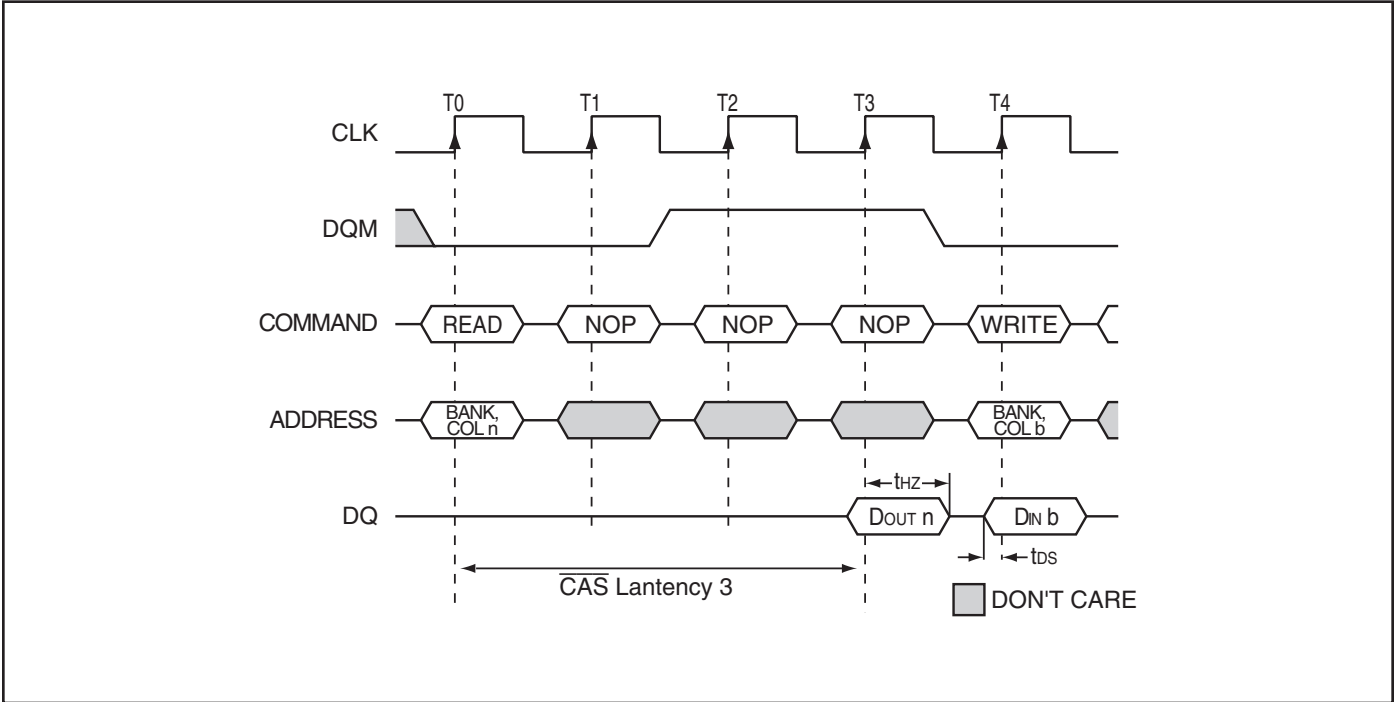 T0 T1 T2 T3 T4
CLK
DQM
COMMAND READ NOP NOP NOP WRITE
ADDRESS BANK, COL n BANK, COL b
tHZ
DQ DOUT n DIN b
tDS
CAS Lantency 3
DON'T CARE